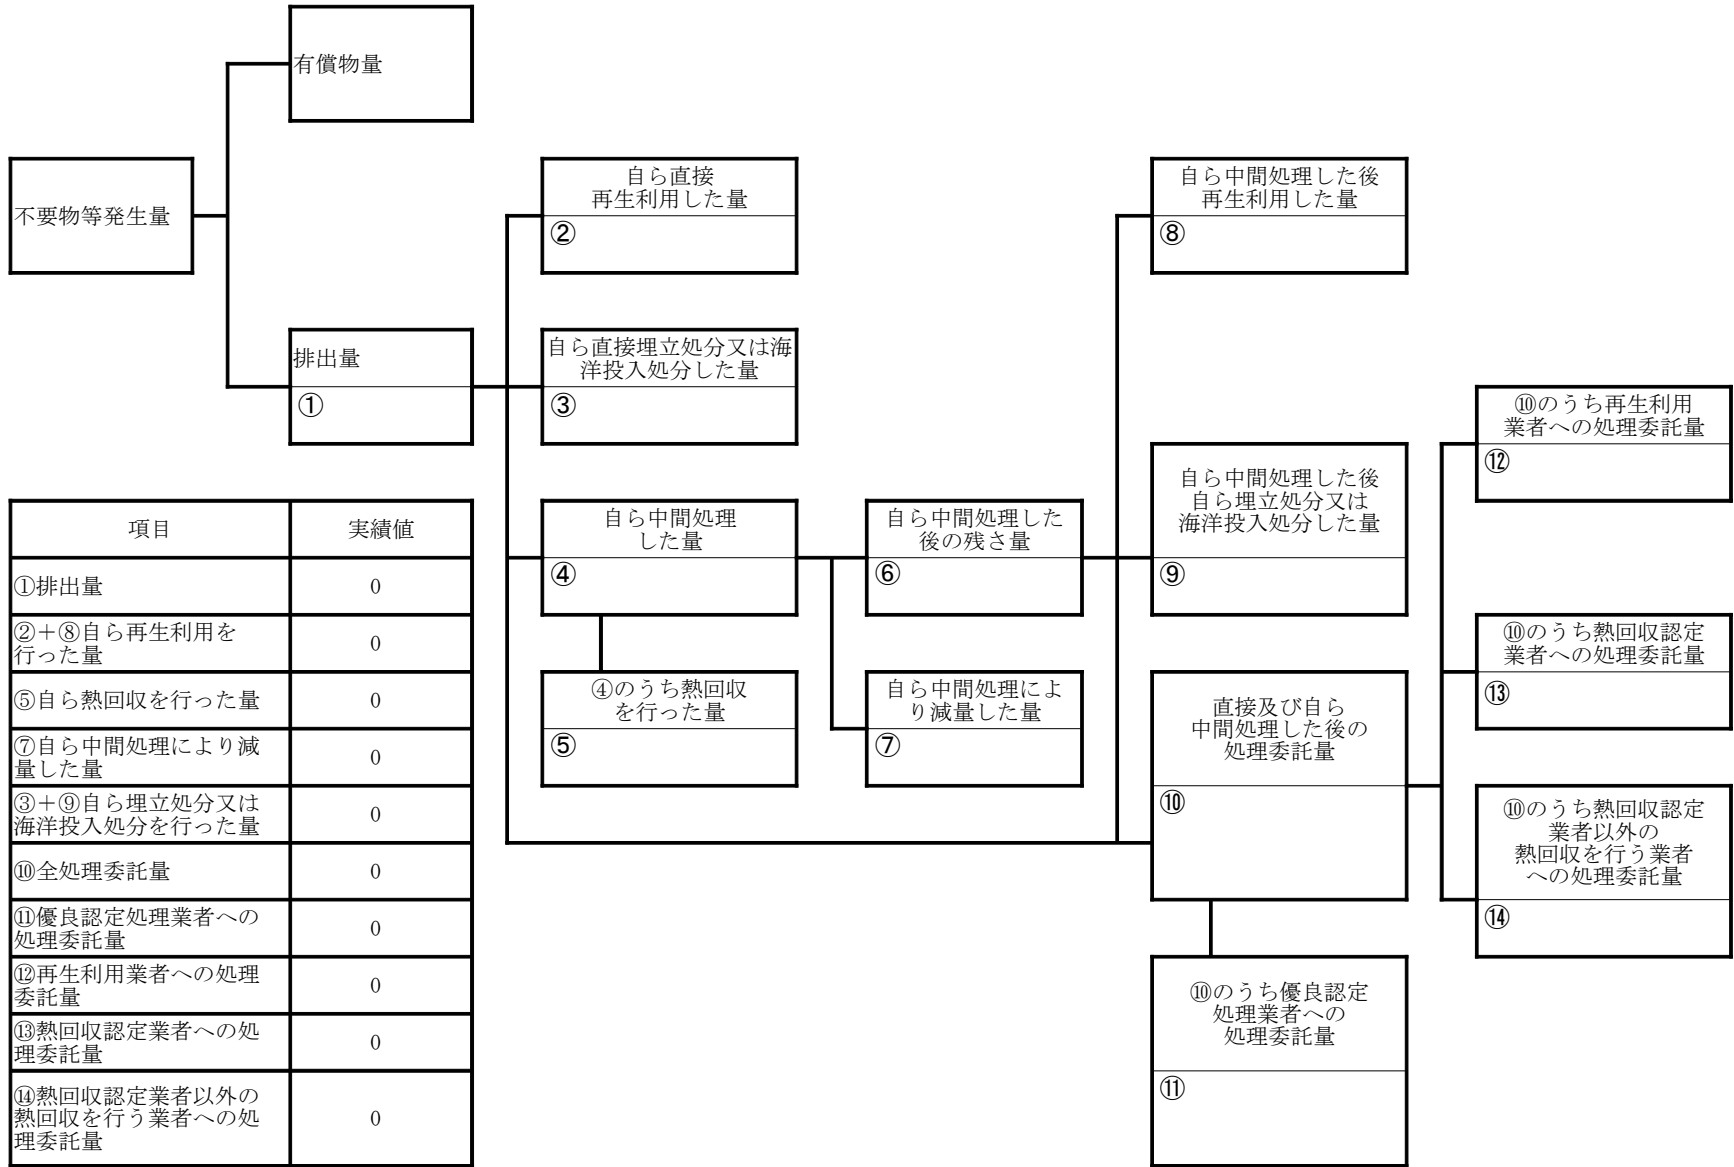 有償物量
不要物等発生量
自ら直接
再生利用した量
②
自ら中間処理した後
再生利用した量
⑧
排出量
①
自ら直接埋立処分又は海
洋投入処分した量
③
⑩のうち再生利用
業者への処理委託量
⑫
自ら中間処理
した量
④
自ら中間処理した
後の残さ量
⑥
自ら中間処理した後
自ら埋立処分又は
海洋投入処分した量
⑨
④のうち熱回収
を行った量
⑤
自ら中間処理によ
り減量した量
⑦
直接及び自ら
中間処理した後の
処理委託量
⑩
⑩のうち熱回収認定
業者への処理委託量
⑬
⑩のうち熱回収認定
業者以外の
熱回収を行う業者
への処理委託量
⑭
⑩のうち優良認定
処理業者への
処理委託量
⑪
項目 実績値
①排出量 0
②+⑧自ら再生利用を
行った量 0
⑤自ら熱回収を行った量 0
⑦自ら中間処理により減
量した量 0
③+⑨自ら埋立処分又は
海洋投入処分を行った量 0
⑩全処理委託量 0
⑪優良認定処理業者への
処理委託量 0
⑫再生利用業者への処理
委託量 0
⑬熱回収認定業者への処
理委託量 0
⑭熱回収認定業者以外の
熱回収を行う業者への処
理委託量 0